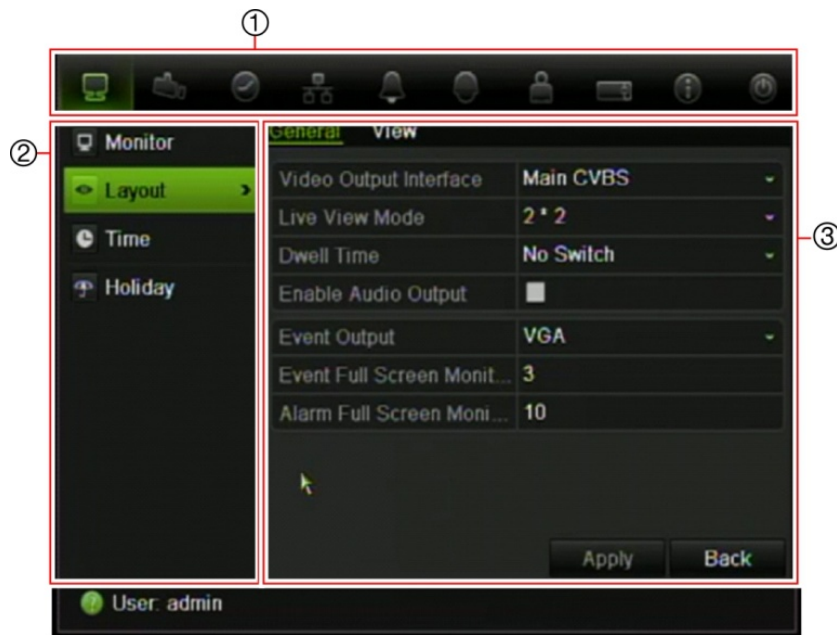 ①
②
③
Monitor
Layout
Time
Holiday
General View
Video Output Interface Main CVBS
Live View Mode 2 * 2
Dwell Time No Switch
Enable Audio Output
Event Output VGA
Event Full Screen Monit... 3
Alarm Full Screen Moni... 10
Apply Back
User: admin